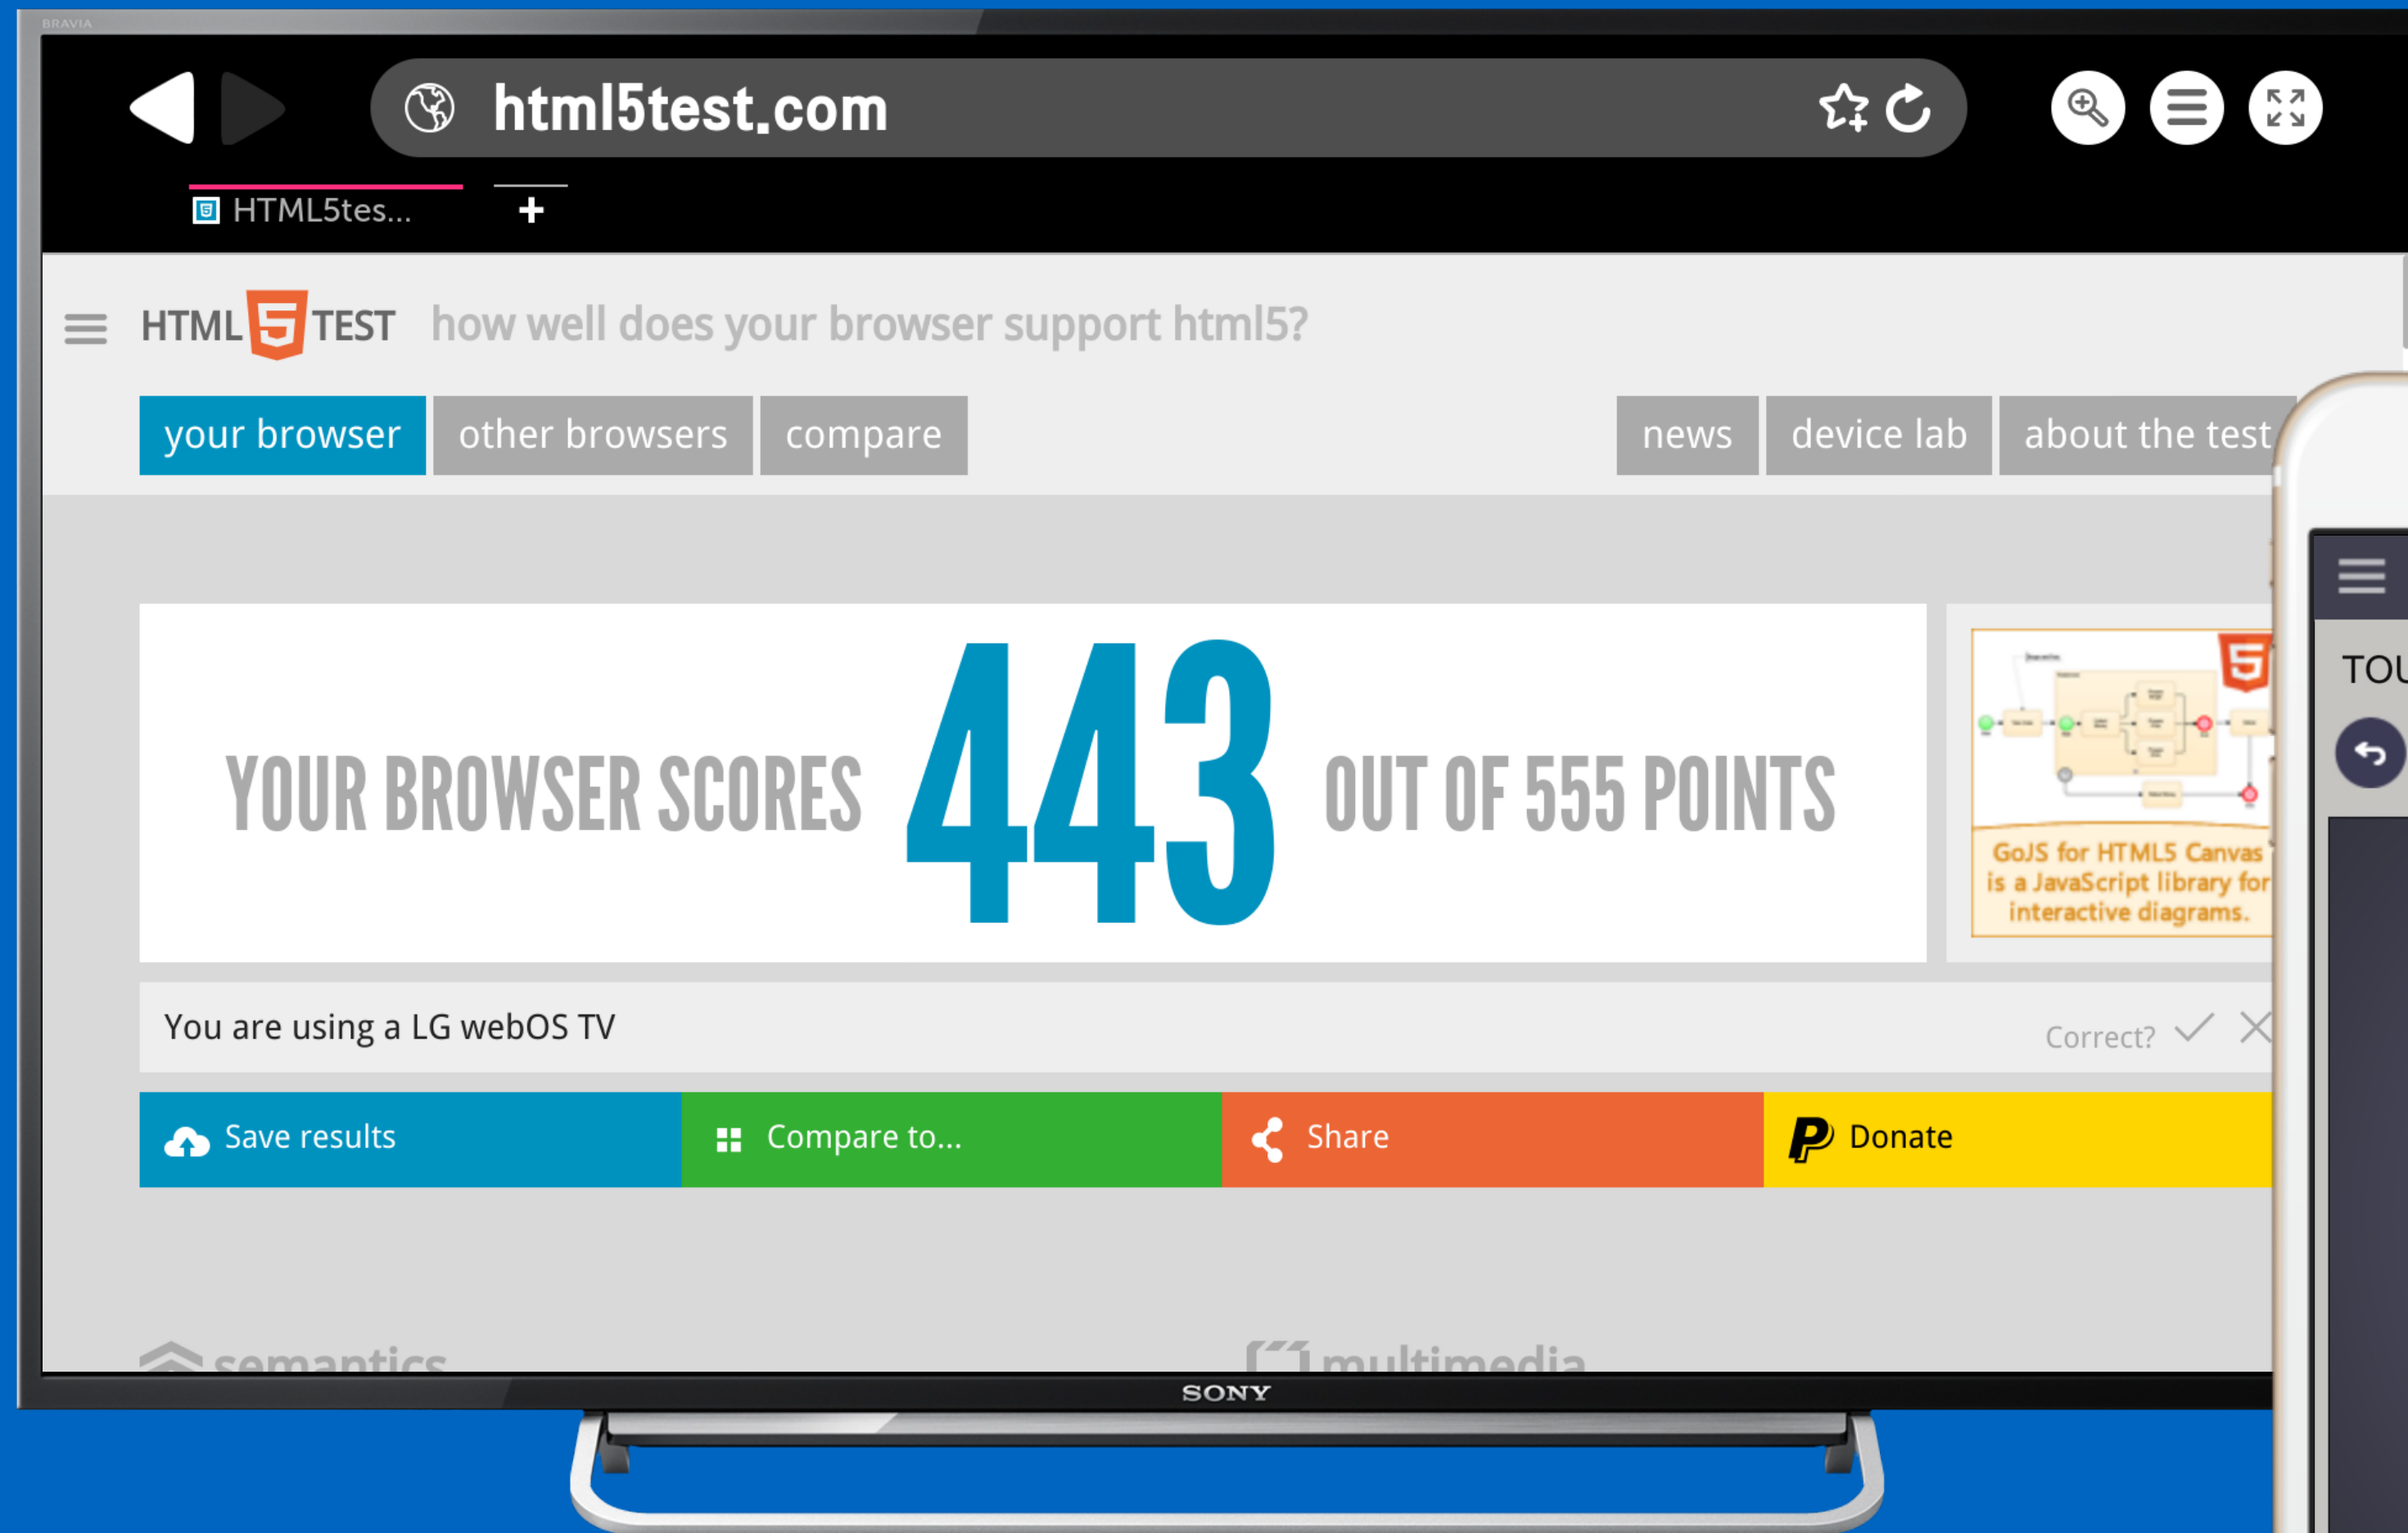 BRAVIA
html5test.com
HTML5tes...
HTML 5 TEST how well does your browser support html5?
your browser other browsers compare news device lab about the test
YOUR BROWSER SCORES 443 OUT OF 555 POINTS
5
GoJS for HTML5 Canvas
is a JavaScript library for
interactive diagrams.
You are using a LG webOS TV
Correct?
Save results Compare to... Share Donate
semantics multimedia
SONY
TOU